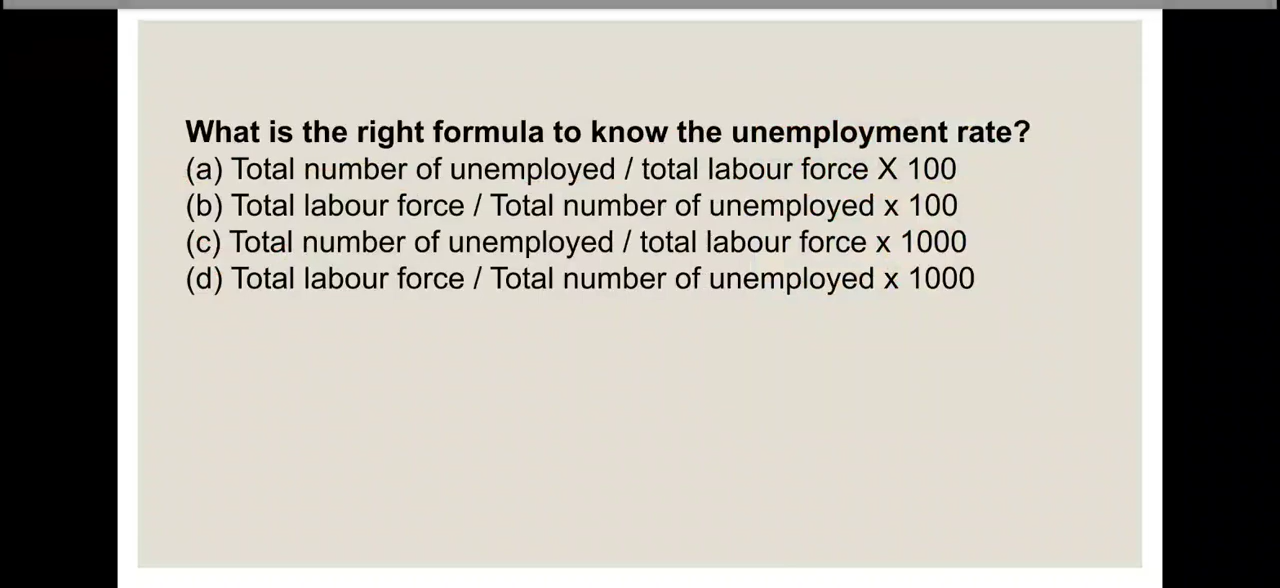 What is the right formula to know the unemployment rate?
(a) Total number of unemployed / total labour force X 100
(b) Total labour force / Total number of unemployed x 100
(c) Total number of unemployed / total labour force x 1000
(d) Total labour force / Total number of unemployed x 1000